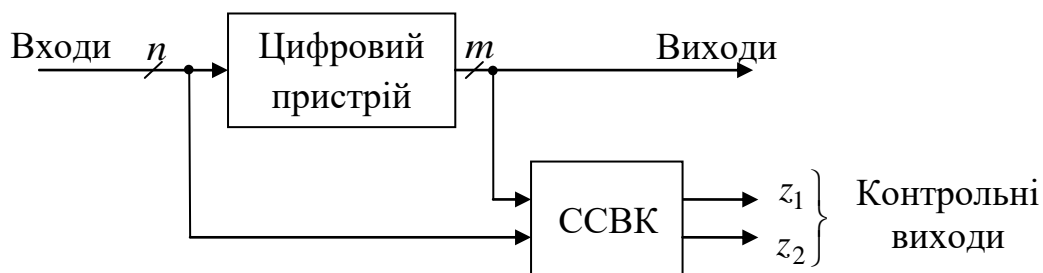 Входи
n
Цифровий
пристрій
m
Виходи
ССВК
z1
z2
Контрольні
виходи